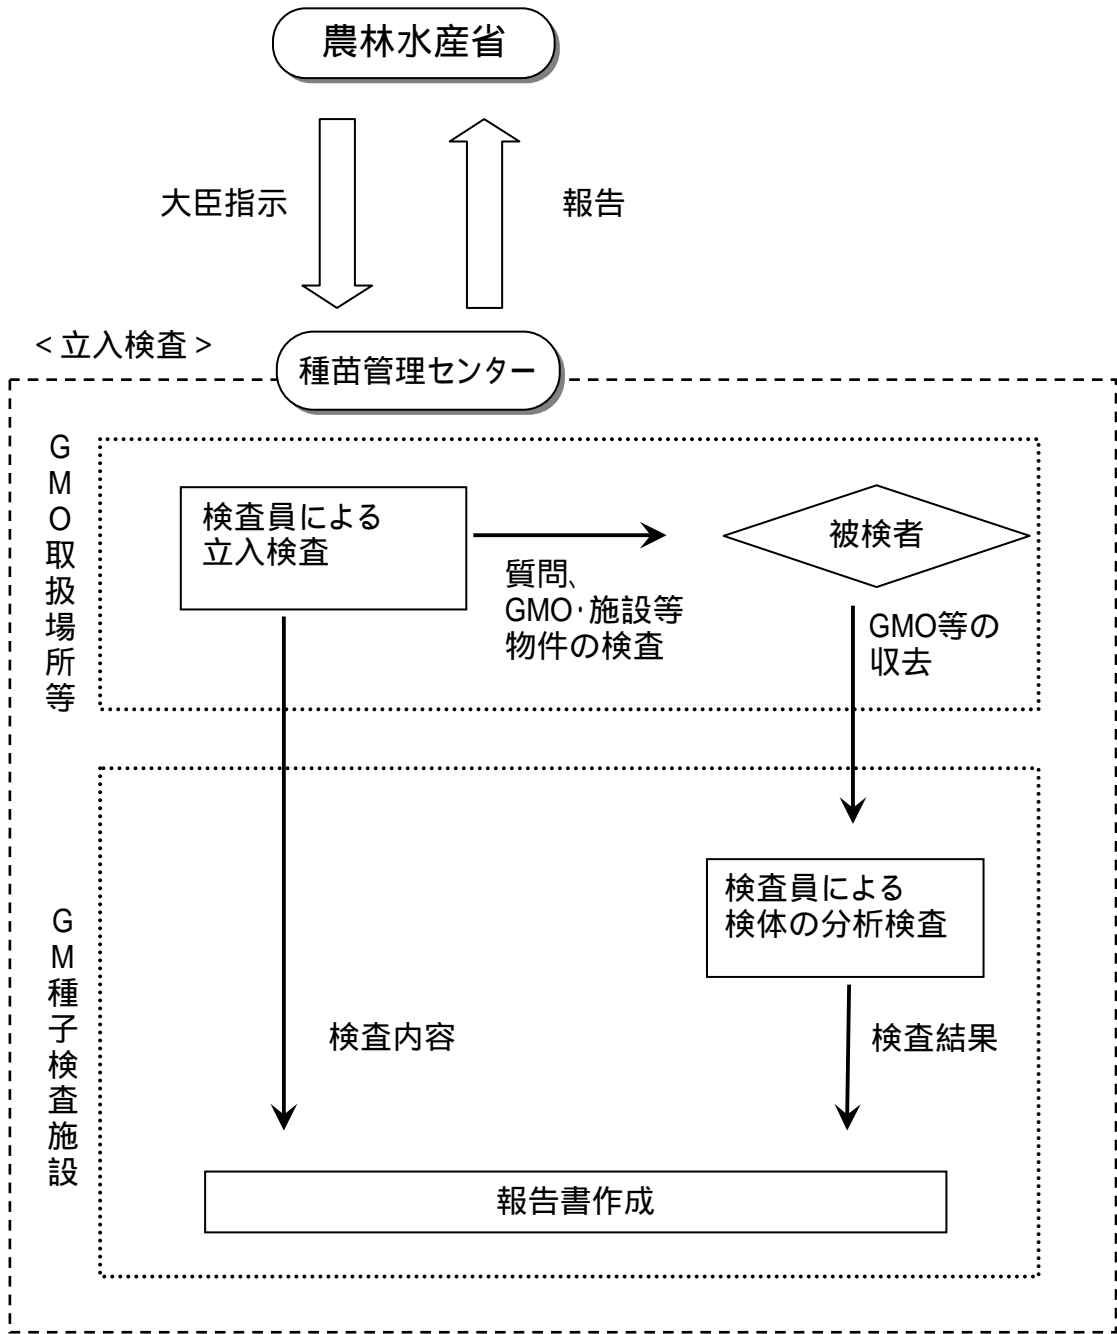 農林水産省
大臣指示
報告
<立入検査>
種苗管理センター
GMO取扱場所等
検査員による
立入検査
質問、
GMO・施設等
物件の検査
被検者
GMO等の
収去
GM種子検査施設
検査員による
検体の分析検査
検査内容
検査結果
報告書作成